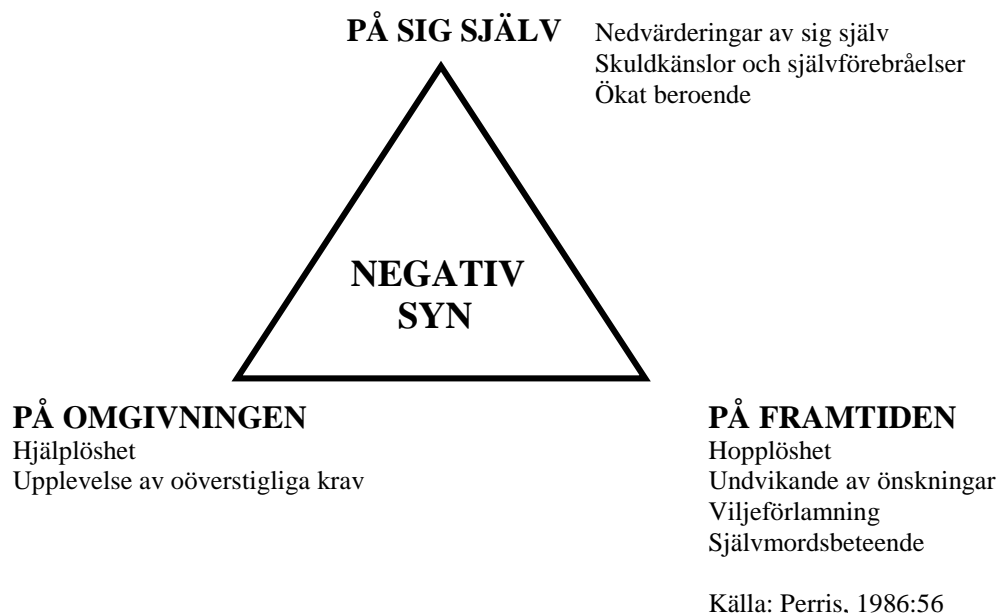 PÅ SIG SJÄLV
Nedvärderingar av sig själv
Skuldkänslor och självförebråelser
Ökat beroende
NEGATIV
SYN
PÅ OMGIVNINGEN
Hjälplöshet
Upplevelse av oöverstigliga krav
PÅ FRAMTIDEN
Hopplöshet
Undvikande av önskningar
Viljeförlamning
Självmordsbeteende
Källa: Perris, 1986:56